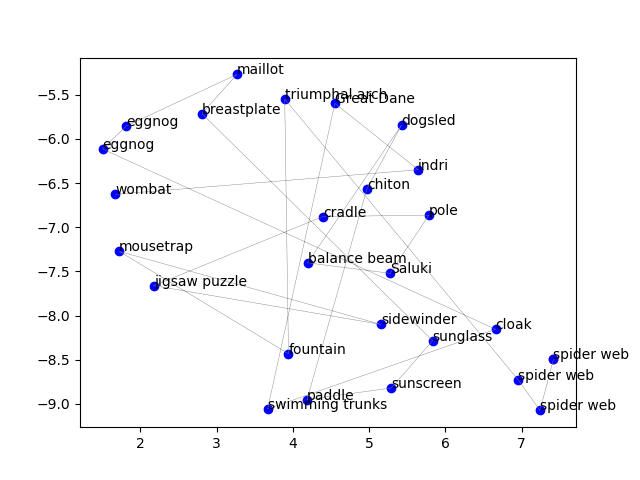 maillot
triumphal arch
Great Dane
−5.5
breastplate
eggnog
dogsled
−6.0
eggnog
indri
−6.5
wombat
chiton
cradle
pole
−7.0
mousetrap
balance beam
−7.5
Saluki
jigsaw puzzle
−8.0
sidewinder
cloak
sunglass
fountain
−8.5
spider web
spider web
sunscreen
paddle
−9.0
swimming trunks
spider web
2 3 4 5 6 7